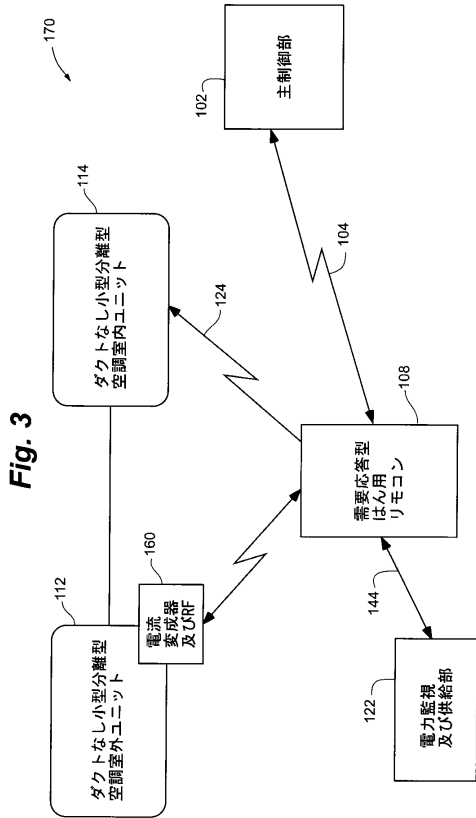 Fig. 3
170
112
ダクトなし小型分離型
空調室外ユニット
114
ダクトなし小型分離型
空調室内ユニット
160
電流
変成器
及びRF
124
102
主制御部
104
108
需要応答型
はん用
リモコン
144
122
電力監視
及び供給部